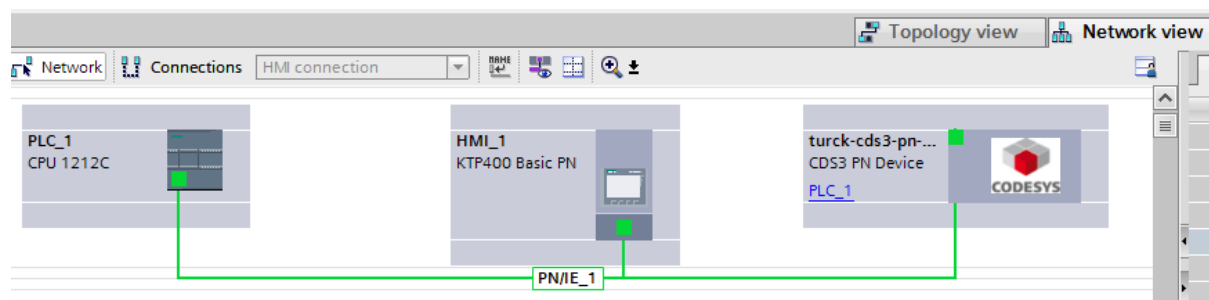 Topology view
Network view
Network
Connections
HMI connection
NAME
PLC_1
CPU 1212C
HMI_1
KTP400 Basic PN
turck-cds3-pn-...
CDS3 PN Device
PLC_1
CODESYS
PN/IE_1